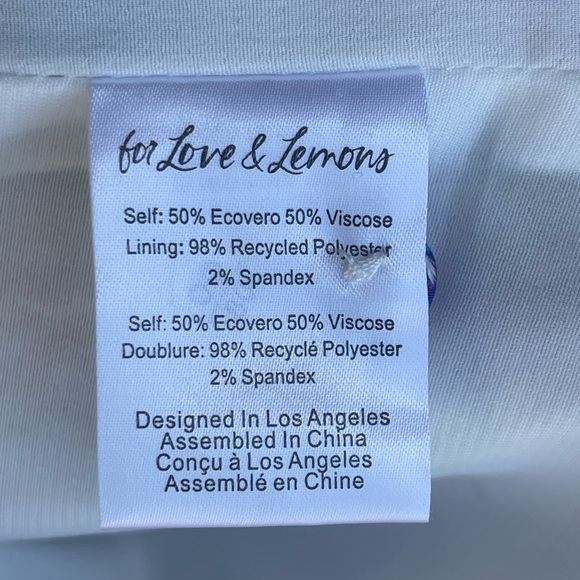 for Love & Lemons
Self: 50% Ecovero 50% Viscose
Lining: 98% Recycled Polyester
2% Spandex
Self: 50% Ecovero 50% Viscose
Doublure: 98% Recyclé Polyester
2% Spandex
Designed In Los Angeles
Assembled In China
Conçu à Los Angeles
Assemblé en Chine